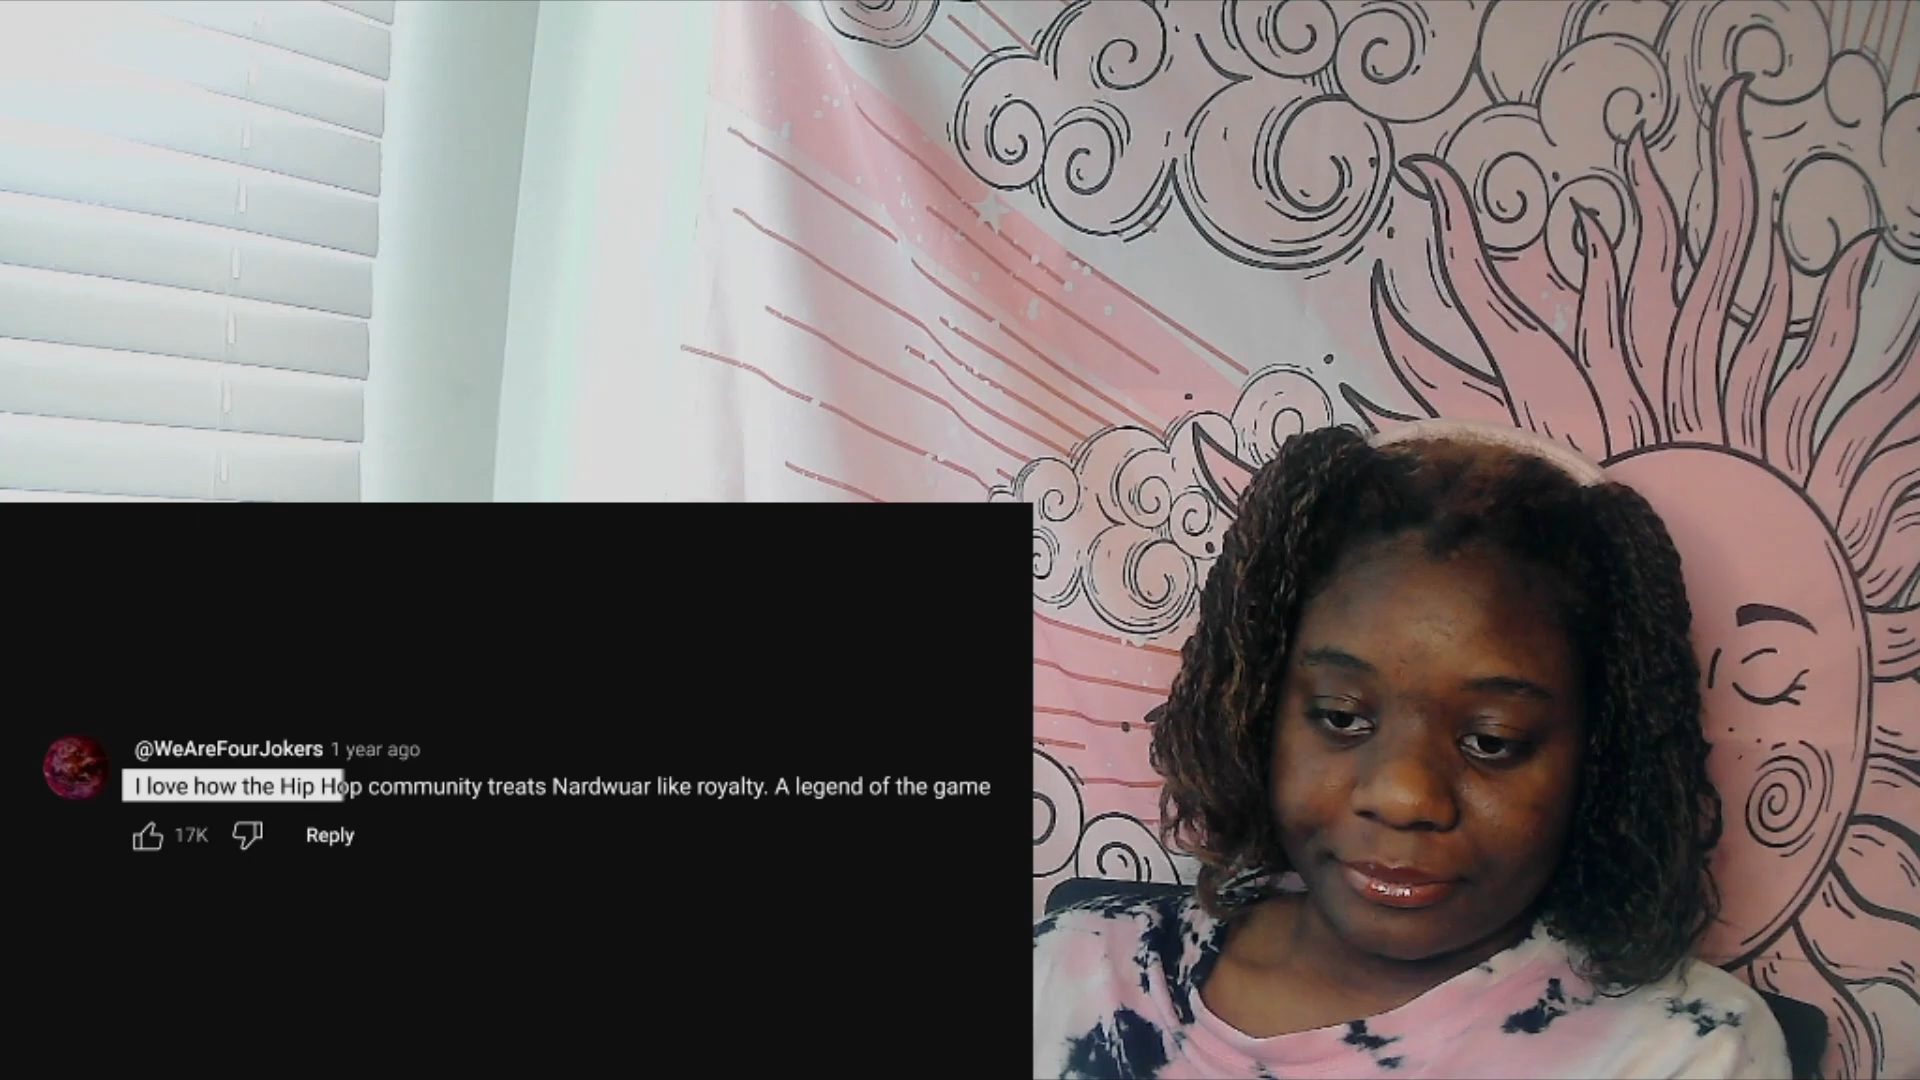 @WeAreFourJokers 1 year ago
I love how the Hip Hop community treats Nardwuar like royalty. A legend of the game
17K Reply